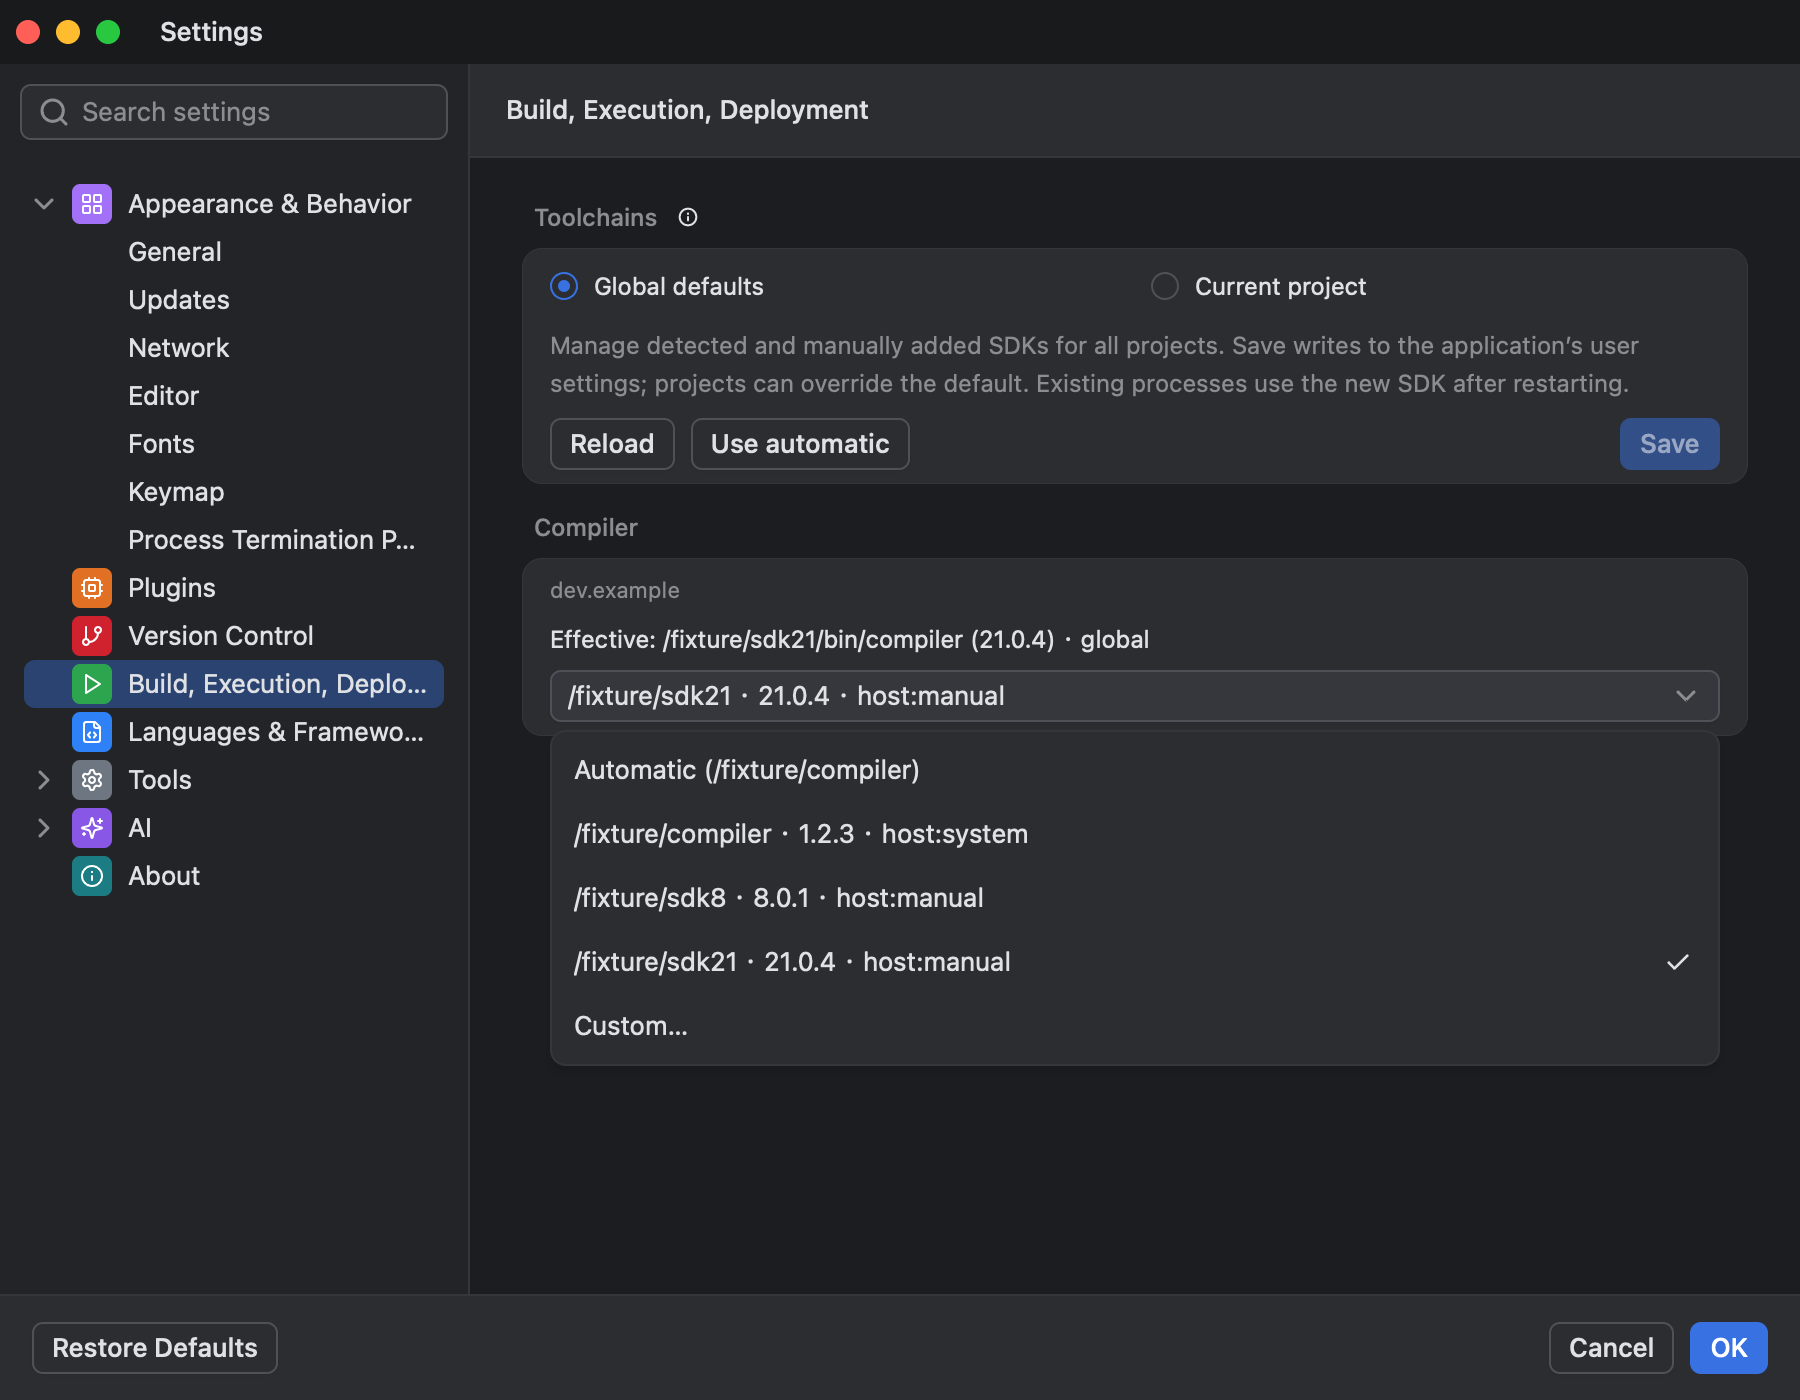 Settings
Search settings
Appearance & Behavior
General
Updates
Network
Editor
Fonts
Keymap
Process Termination P...
Plugins
Version Control
Build, Execution, Deplo...
Languages & Framewo...
Tools
AI
About
Build, Execution, Deployment
Toolchains
Global defaults
Current project
Manage detected and manually added SDKs for all projects. Save writes to the application’s user
settings; projects can override the default. Existing processes use the new SDK after restarting.
Reload
Use automatic
Save
Compiler
dev.example
Effective: /fixture/sdk21/bin/compiler (21.0.4) · global
/fixture/sdk21 · 21.0.4 · host:manual
Automatic (/fixture/compiler)
/fixture/compiler · 1.2.3 · host:system
/fixture/sdk8 · 8.0.1 · host:manual
/fixture/sdk21 · 21.0.4 · host:manual
Custom...
Restore Defaults
Cancel
OK